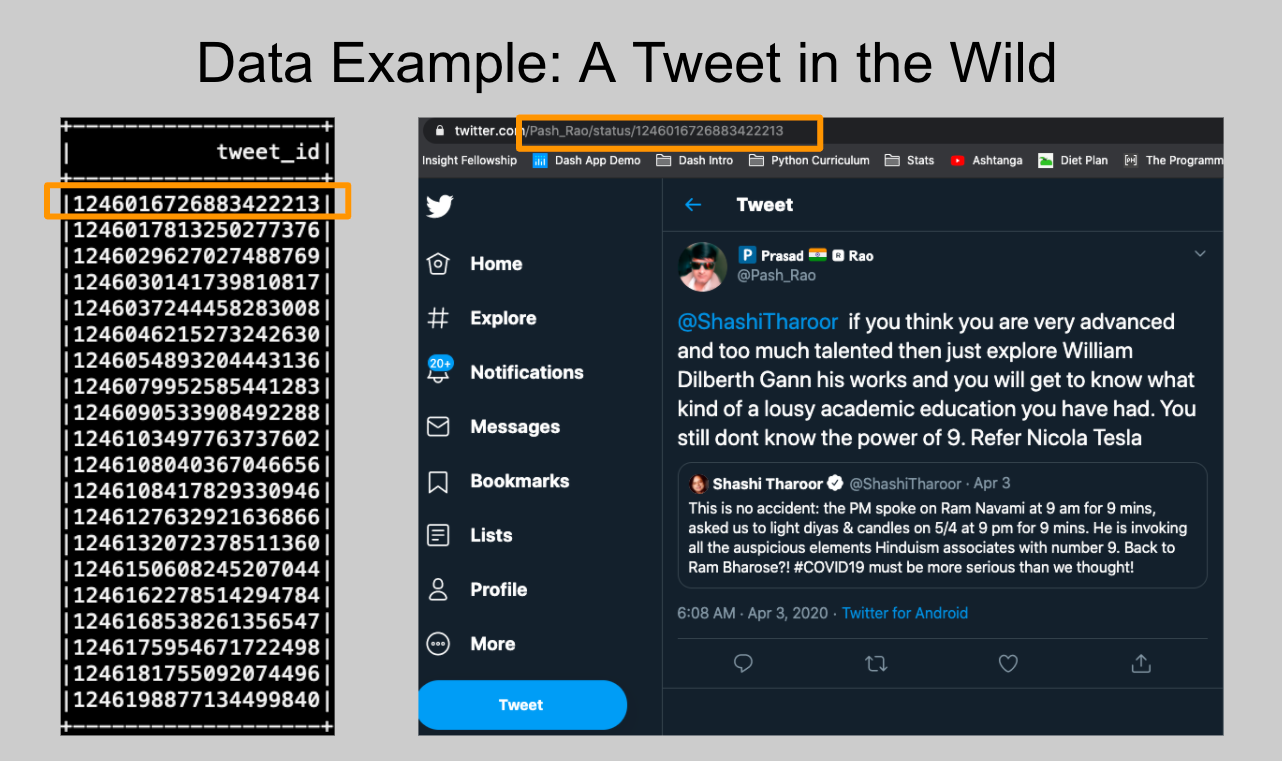 Data Example: A Tweet in the Wild
+-------------------+
|           tweet_id|
+-------------------+
|1246016726883422213|
|1246017813250277376|
|1246029627027488769|
|1246030141739810817|
|1246037244458283008|
|1246046215273242630|
|1246054893204443136|
|1246079952585441283|
|1246090533908492288|
|1246103497763737602|
|1246108040367046656|
|1246108417829330946|
|1246127632921636866|
|1246132072378511360|
|1246150608245207044|
|1246162278514294784|
|1246168538261356547|
|1246175954671722498|
|1246181755092074496|
|1246198877134499840|
+-------------------+
twitter.com/Pash_Rao/status/1246016726883422213
Insight Fellowship Dash App Demo Dash Intro Python Curriculum Stats Ashtanga Diet Plan The Programm
Home
Explore
20+
Notifications
Messages
Bookmarks
Lists
Profile
More
Tweet
← Tweet
P Prasad 🇮🇳 R Rao
@Pash_Rao
@ShashiTharoor if you think you are very advanced
and too much talented then just explore William
Dilberth Gann his works and you will get to know what
kind of a lousy academic education you have had. You
still dont know the power of 9. Refer Nicola Tesla
Shashi Tharoor @ShashiTharoor · Apr 3
This is no accident: the PM spoke on Ram Navami at 9 am for 9 mins,
asked us to light diyas & candles on 5/4 at 9 pm for 9 mins. He is invoking
all the auspicious elements Hinduism associates with number 9. Back to
Ram Bharose?! #COVID19 must be more serious than we thought!
6:08 AM · Apr 3, 2020 · Twitter for Android